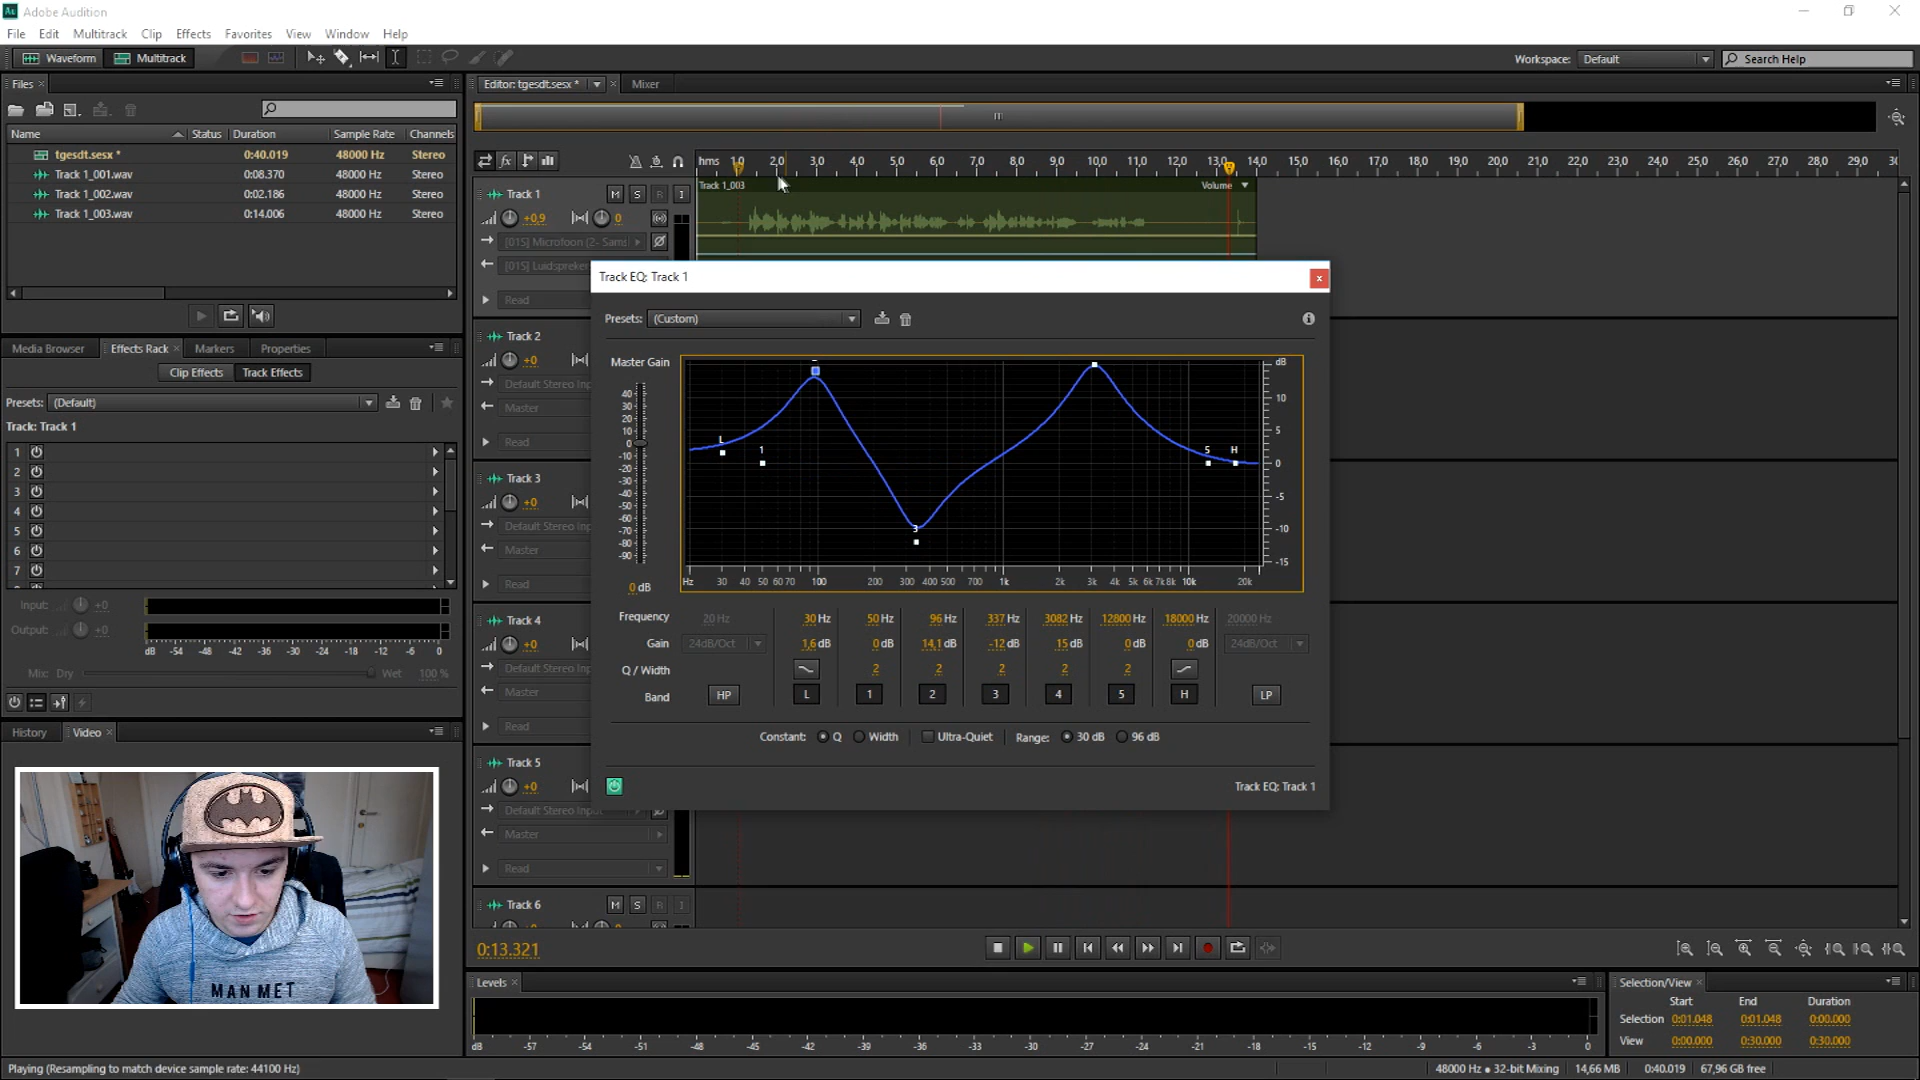 Adobe Audition
File Edit Multitrack Clip Effects Favorites View Window Help
Waveform Multitrack
Workspace: Default Search Help
Files
Name Status Duration Sample Rate Channels
tgesdt.sesx * 0:40.019 48000 Hz Stereo
Track 1_001.wav 0:08.370 48000 Hz Stereo
Track 1_002.wav 0:02.186 48000 Hz Stereo
Track 1_003.wav 0:14.006 48000 Hz Stereo
Media Browser Effects Rack Markers Properties
Clip Effects Track Effects
Presets: (Default)
Track: Track 1
1
2
3
4
5
6
7
Input: +0
Output: +0
dB -54 -48 -42 -36 -30 -24 -18 -12 -6 0
Mix: Dry Wet 100 %
History Video
MAN MET
Editor: tgesdt.sesx * Mixer
hms 1,0 2,0 3,0 4,0 5,0 6,0 7,0 8,0 9,0 10,0 11,0 12,0 13,0 14,0 15,0 16,0 17,0 18,0 19,0 20,0 21,0 22,0 23,0 24,0 25,0 26,0 27,0 28,0 29,0 30
Track 1 M S R I
Track 1_003 Volume
+0,9 0
[01S] Microfoon (2- Sams
[01S] Luidspreker
Read
Track 2
+0
Default Stereo Inp
Master
Read
Track 3
+0
Default Stereo Inp
Master
Read
Track 4
+0
Default Stereo Inp
Master
Read
Track 5
+0
Default Stereo Input
Master
Read
Track 6 M S R I
Track EQ: Track 1
Presets: (Custom)
Master Gain
40
30
20
10
0
-10
-20
-30
-40
-50
-60
-70
-80
-90
0 dB
L 1 3 5 H
dB
10
5
0
-5
-10
-15
Hz 30 40 50 60 70 100 200 300 400 500 700 1k 2k 3k 4k 5k 6k 7k 8k 10k 20k
Frequency 20 Hz 30 Hz 50 Hz 96 Hz 337 Hz 3082 Hz 12800 Hz 18000 Hz 20000 Hz
Gain 24dB/Oct 1,6 dB 0 dB 14,1 dB -12 dB 15 dB 0 dB 0 dB 24dB/Oct
Q / Width 2 2 2 2 2
Band HP L 1 2 3 4 5 H LP
Constant: Q Width Ultra-Quiet Range: 30 dB 96 dB
Track EQ: Track 1
0:13.321
Levels
dB -57 -54 -51 -48 -45 -42 -39 -36 -33 -30 -27 -24 -21 -18 -15 -12 -9 -6 -3 0
Selection/View
Start End Duration
Selection 0:01.048 0:01.048 0:00.000
View 0:00.000 0:30.000 0:30.000
Playing (Resampling to match device sample rate: 44100 Hz)
48000 Hz ● 32-bit Mixing 14,66 MB 0:40.019 67,96 GB free